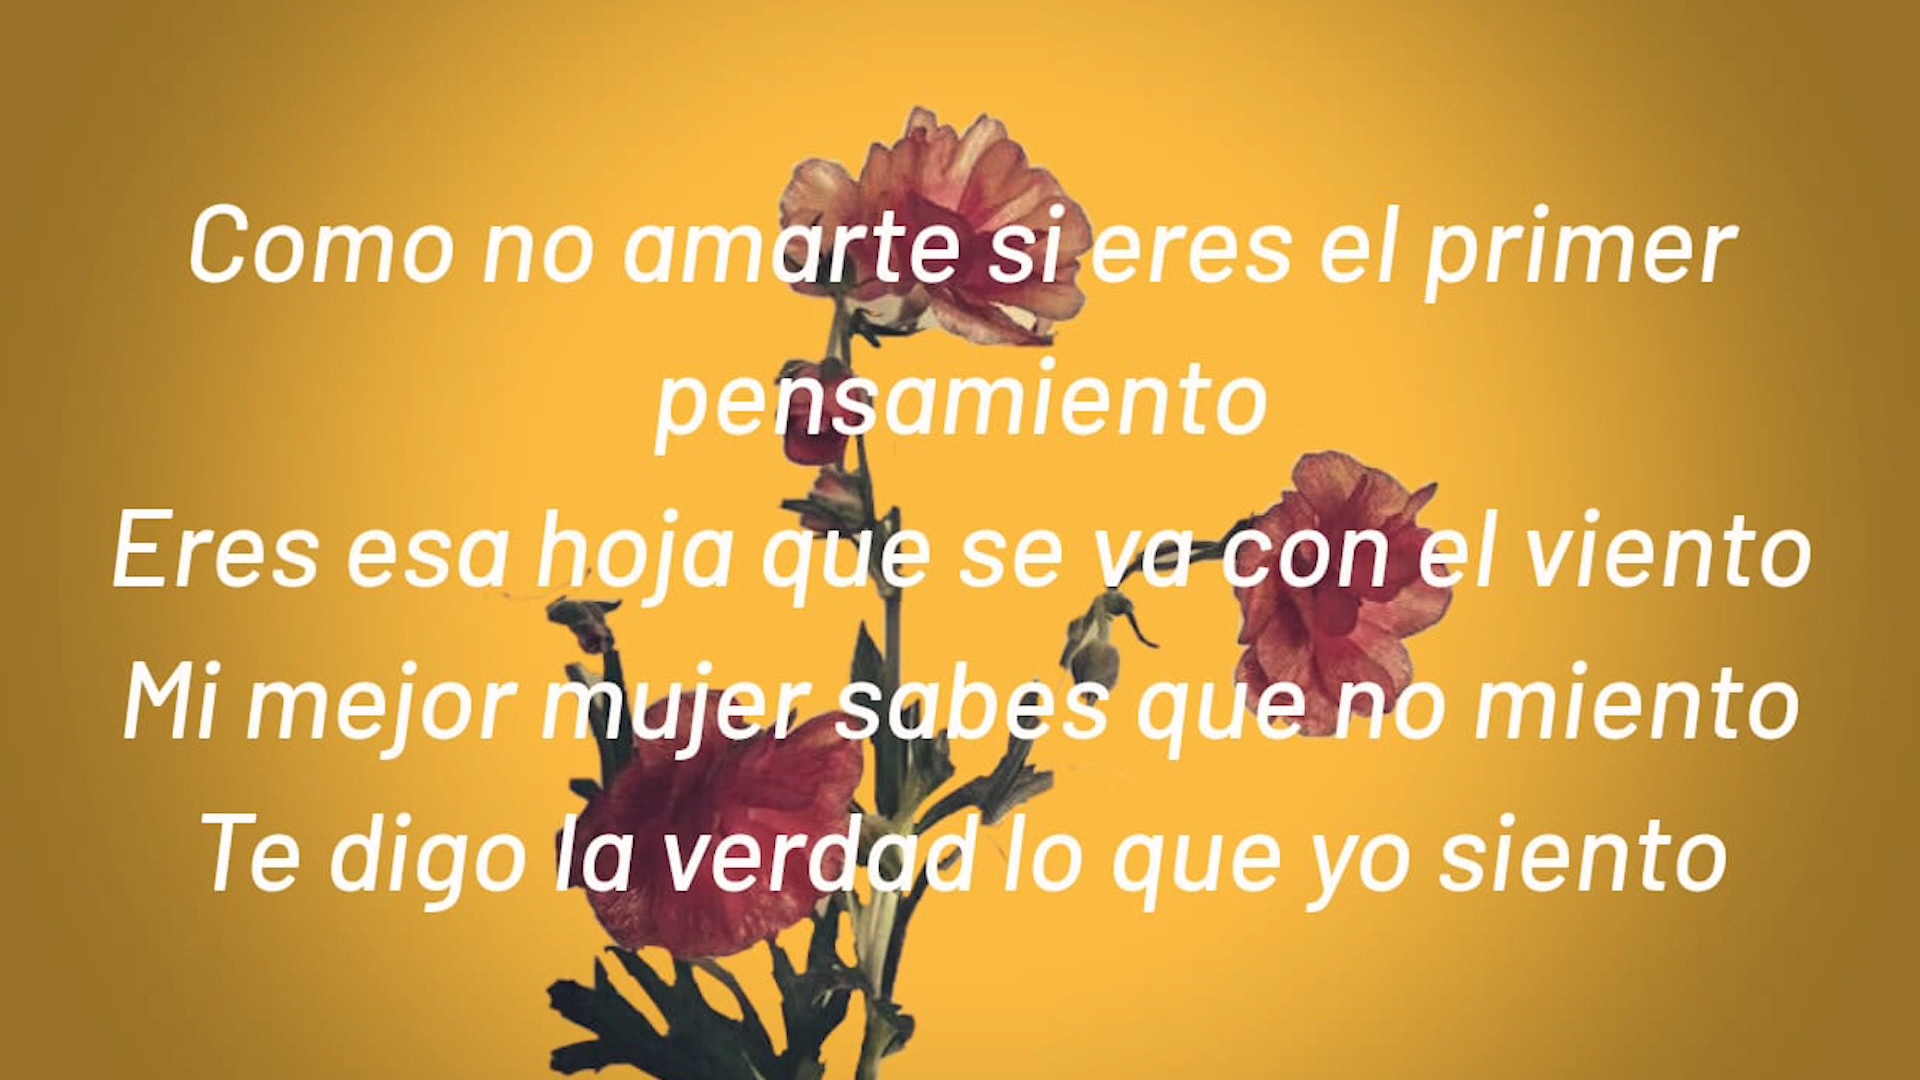 Como no amarte si eres el primer
pensamiento
Eres esa hoja que se va con el viento
Mi mejor mujer sabes que no miento
Te digo la verdad lo que yo siento